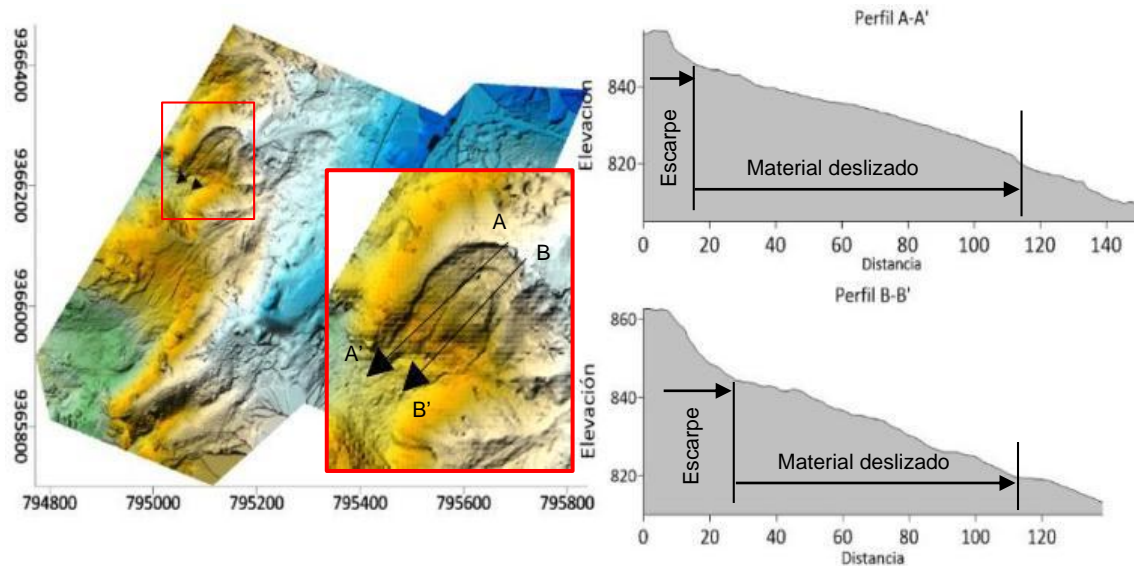 9366400
9366200
9366000
9365800
794800 795000 795200 795400 795600 795800
A
B
A'
B'
Perfil A-A'
Elevación
840
820
Escarpe
Material deslizado
0 20 40 60 80 100 120 140
Distancia
Perfil B-B'
Elevación
860
840
820
Escarpe
Material deslizado
0 20 40 60 80 100 120
Distancia